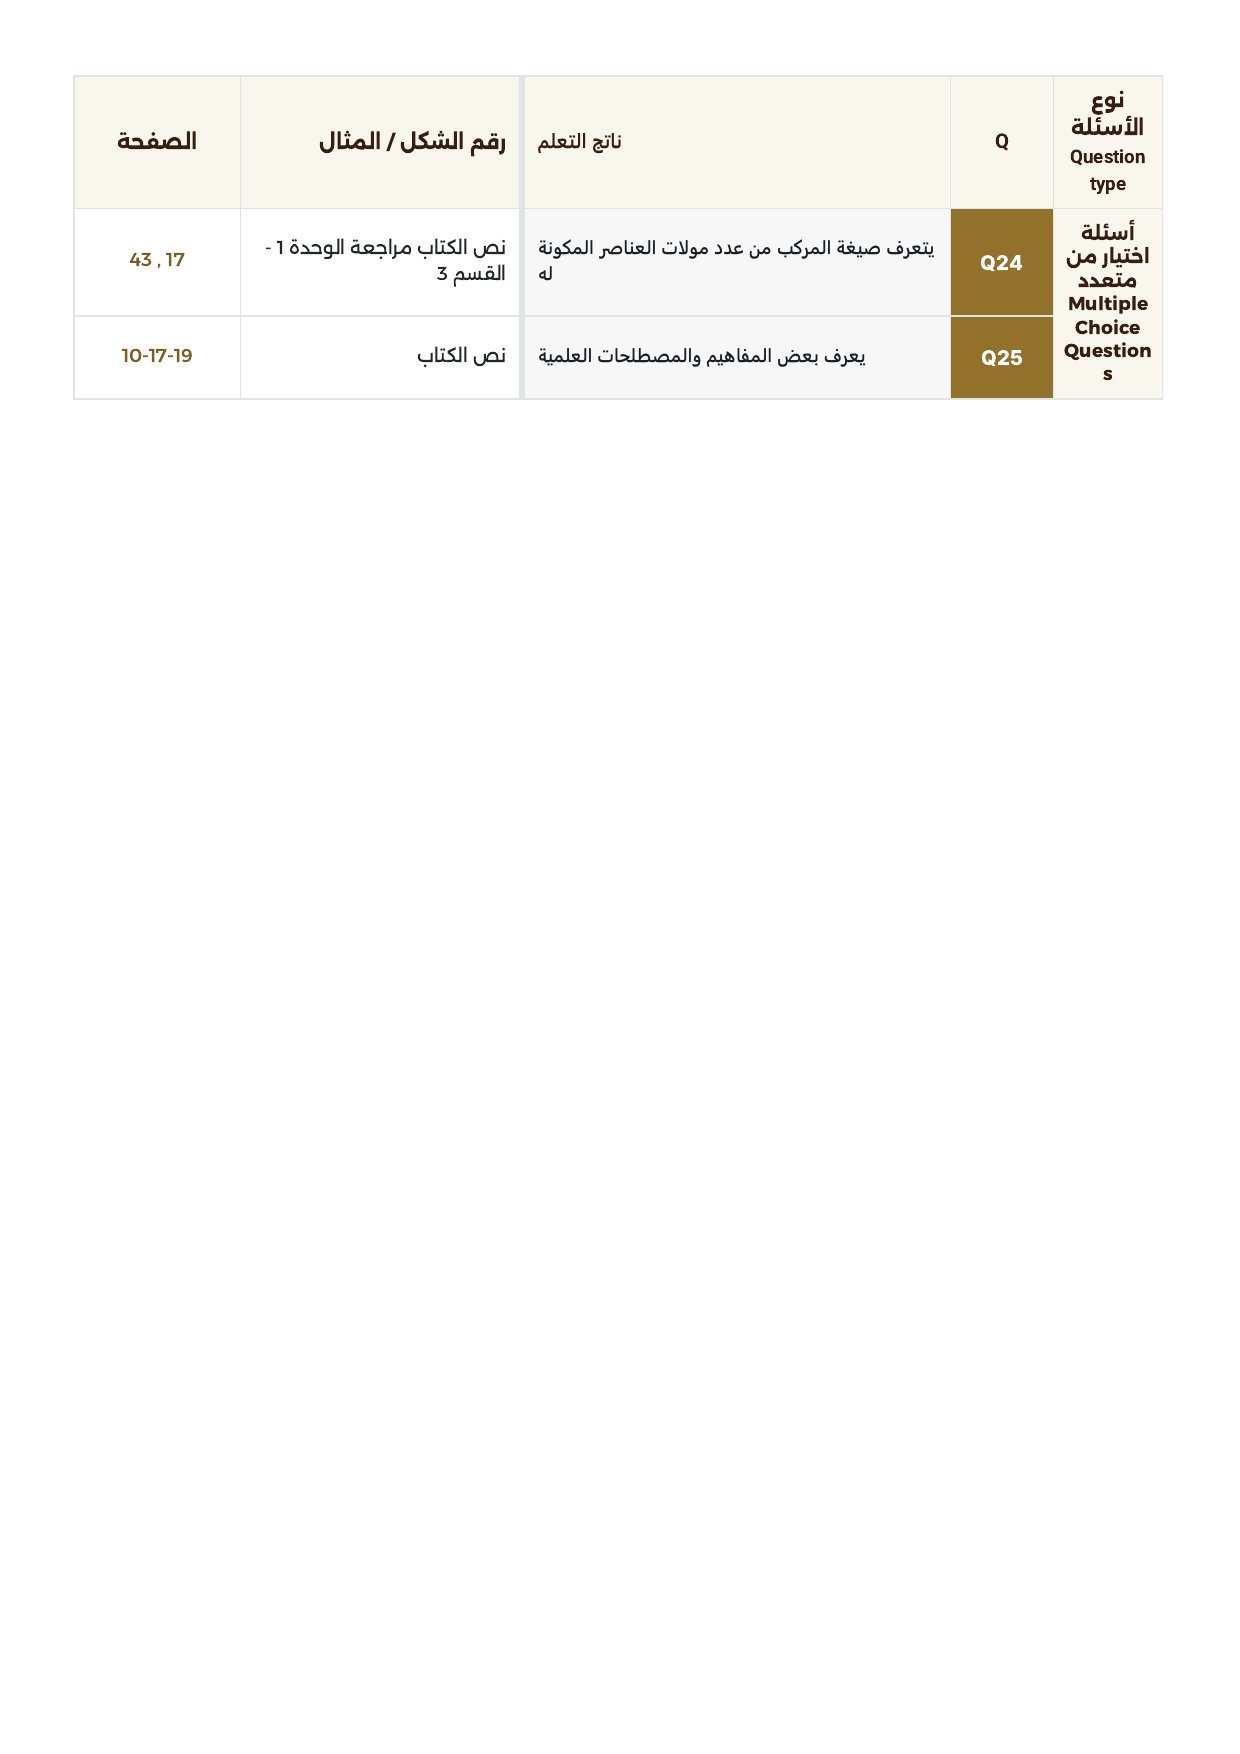 نوع
الأسئلة
Question
type
Q
ناتج التعلم
رقم الشكل / المثال
الصفحة
أسئلة
اختيار من
متعدد
Multiple
Choice
Question
s
Q24
يتعرف صيغة المركب من عدد مولات العناصر المكونة
له
نص الكتاب مراجعة الوحدة 1 -
القسم 3
43 , 17
Q25
يعرف بعض المفاهيم والمصطلحات العلمية
نص الكتاب
10-17-19